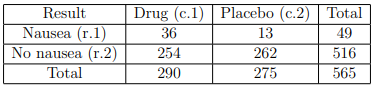 Result Drug (c.1) Placebo (c.2) Total
Nausea (r.1) 36 13 49
No nausea (r.2) 254 262 516
Total 290 275 565